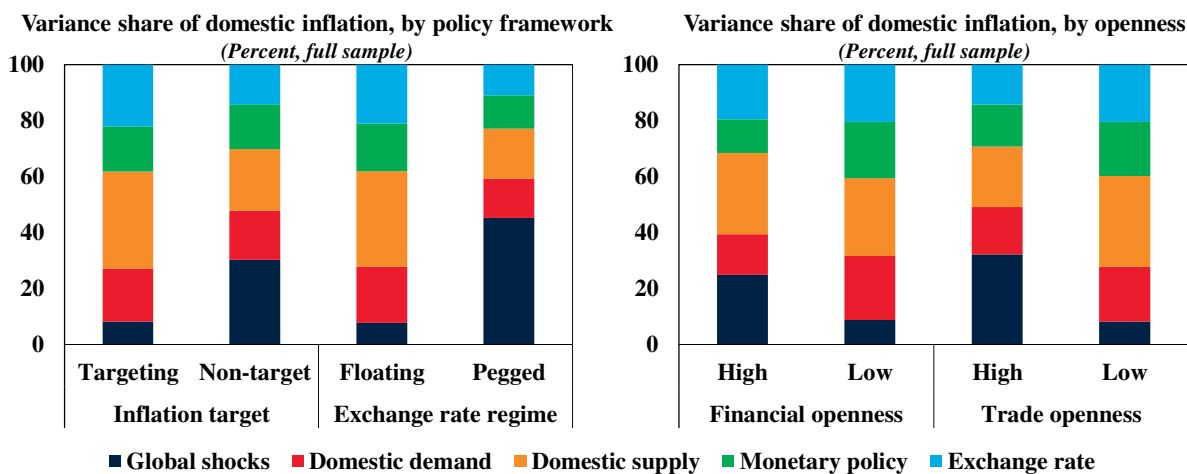 Variance share of domestic inflation, by policy framework
(Percent, full sample)
100
80
60
40
20
0
Targeting Non-target Floating Pegged
Inflation target Exchange rate regime
Variance share of domestic inflation, by openness
(Percent, full sample)
100
80
60
40
20
0
High Low High Low
Financial openness Trade openness
Global shocks Domestic demand Domestic supply Monetary policy Exchange rate